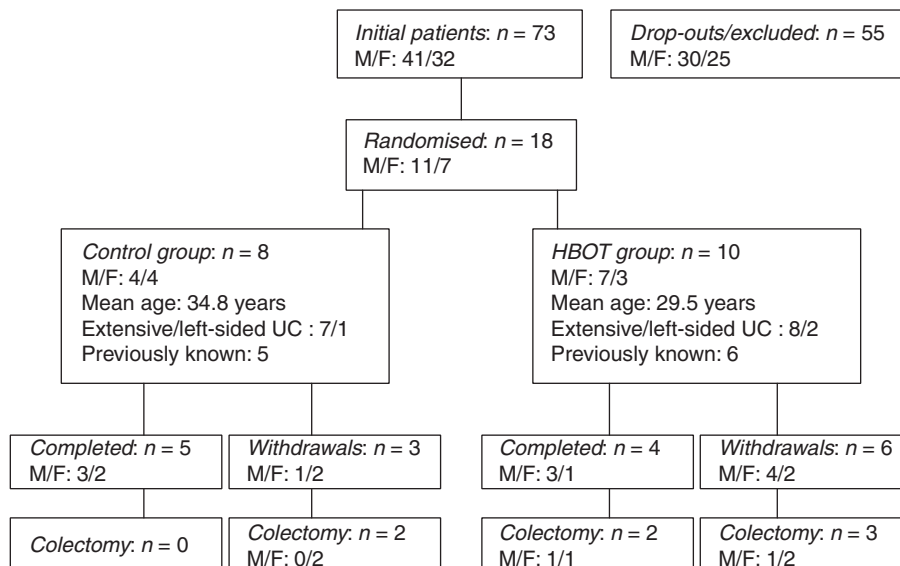 Initial patients: n = 73
M/F: 41/32
Drop-outs/excluded: n = 55
M/F: 30/25
Randomised: n = 18
M/F: 11/7
Control group: n = 8
M/F: 4/4
Mean age: 34.8 years
Extensive/left-sided UC : 7/1
Previously known: 5
HBOT group: n = 10
M/F: 7/3
Mean age: 29.5 years
Extensive/left-sided UC : 8/2
Previously known: 6
Completed: n = 5
M/F: 3/2
Withdrawals: n = 3
M/F: 1/2
Completed: n = 4
M/F: 3/1
Withdrawals: n = 6
M/F: 4/2
Colectomy: n = 0
Colectomy: n = 2
M/F: 0/2
Colectomy: n = 2
M/F: 1/1
Colectomy: n = 3
M/F: 1/2